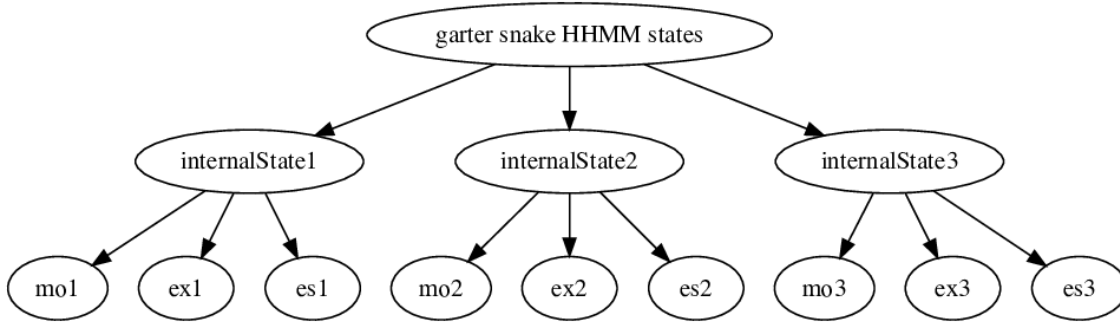 garter snake HHMM states
internalState1 internalState2 internalState3
mo1 ex1 es1 mo2 ex2 es2 mo3 ex3 es3